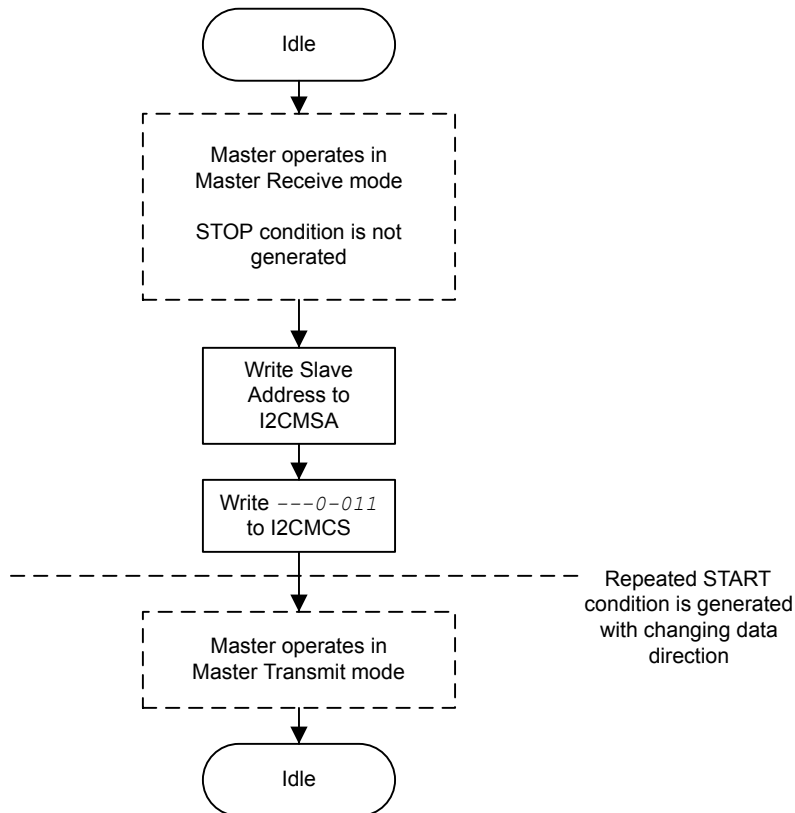 Idle
Master operates in
Master Receive mode
STOP condition is not
generated
Write Slave
Address to
I2CMSA
Write ---0-011
to I2CMCS
Repeated START
condition is generated
with changing data
direction
Master operates in
Master Transmit mode
Idle